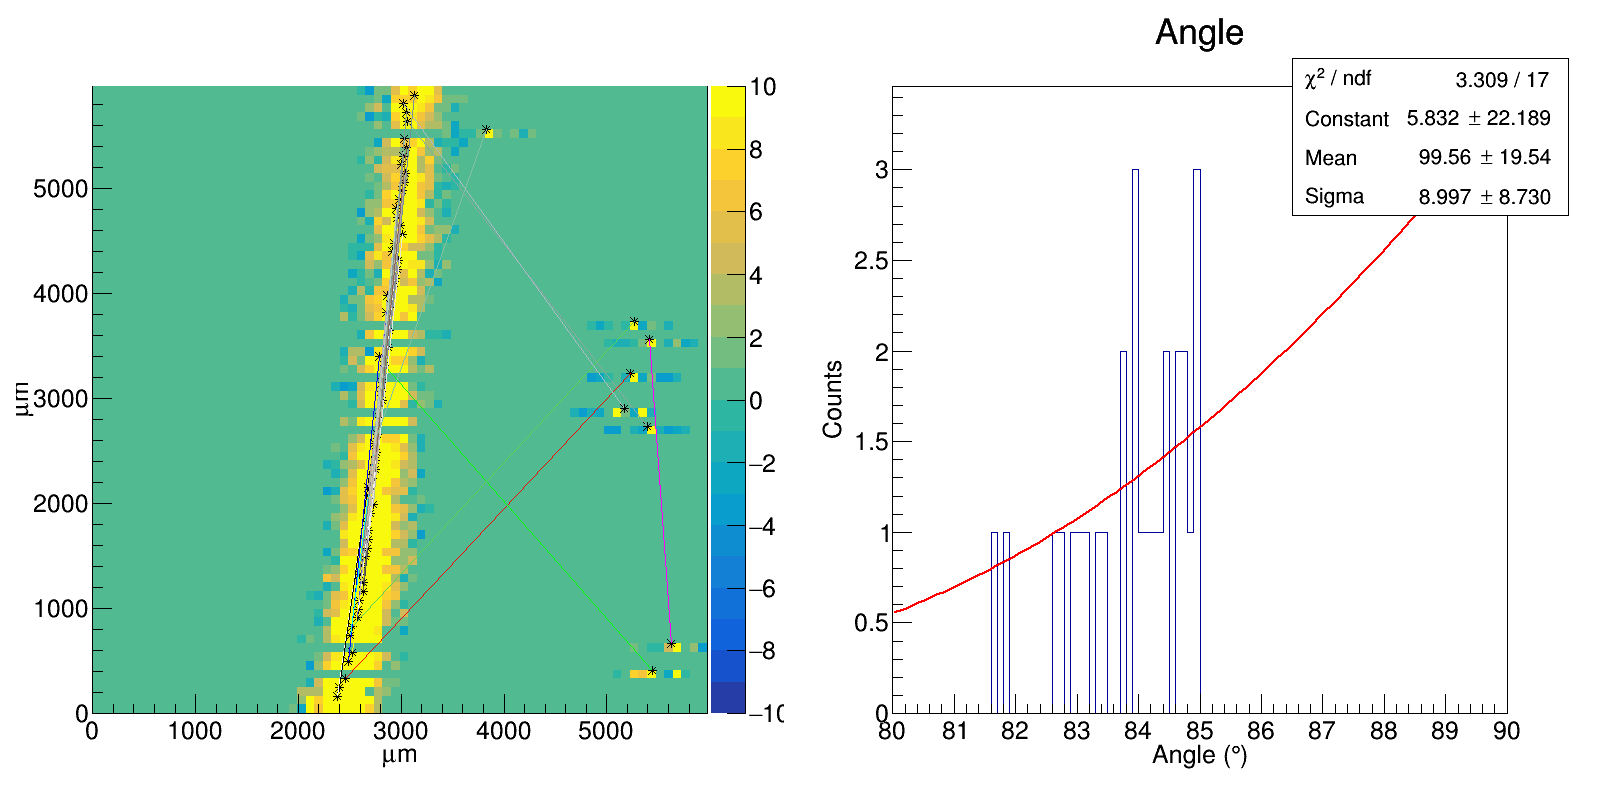 Angle
χ² / ndf 3.309 / 17
Constant 5.832 ± 22.189
Mean 99.56 ± 19.54
Sigma 8.997 ± 8.730
10
8
6
4
2
0
−2
−4
−6
−8
−10
5000
4000
3000
2000
1000
0
μm
0 1000 2000 3000 4000 5000
μm
3
2.5
2
1.5
1
0.5
0
Counts
80 81 82 83 84 85 86 87 88 89 90
Angle (°)